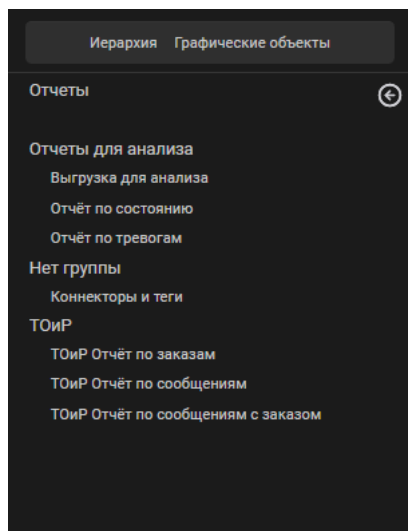 Иерархия Графические объекты
Отчеты
Отчеты для анализа
Выгрузка для анализа
Отчёт по состоянию
Отчёт по тревогам
Нет группы
Коннекторы и теги
ТОиР
ТОиР Отчёт по заказам
ТОиР Отчёт по сообщениям
ТОиР Отчёт по сообщениям с заказом